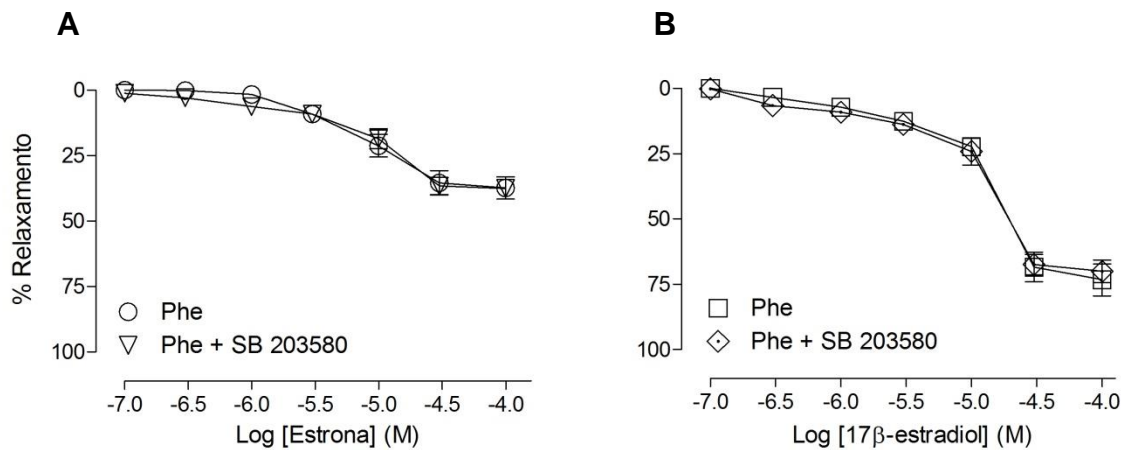 A
B
% Relaxamento
0
25
50
75
100
Phe
Phe + SB 203580
-7.0 -6.5 -6.0 -5.5 -5.0 -4.5 -4.0
Log [Estrona] (M)
0
25
50
75
100
Phe
Phe + SB 203580
-7.0 -6.5 -6.0 -5.5 -5.0 -4.5 -4.0
Log [17β-estradiol] (M)